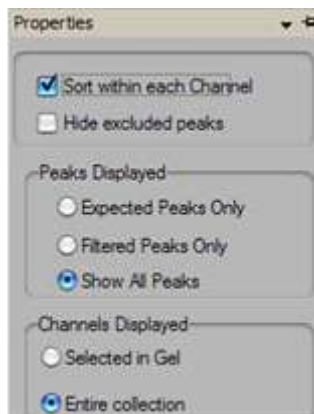 Properties
Sort within each Channel
Hide excluded peaks
Peaks Displayed
Expected Peaks Only
Filtered Peaks Only
Show All Peaks
Channels Displayed
Selected in Gel
Entire collection